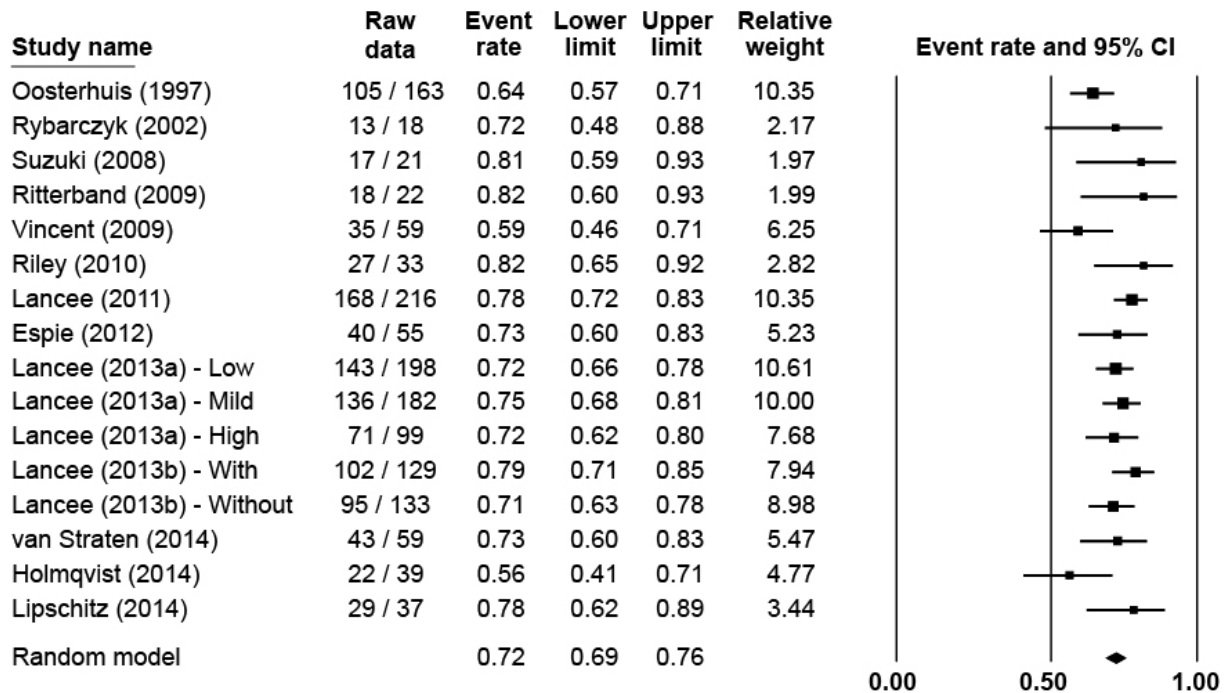 Study name Raw data Event rate Lower limit Upper limit Relative weight Event rate and 95% CI
Oosterhuis (1997) 105 / 163 0.64 0.57 0.71 10.35
Rybarczyk (2002) 13 / 18 0.72 0.48 0.88 2.17
Suzuki (2008) 17 / 21 0.81 0.59 0.93 1.97
Ritterband (2009) 18 / 22 0.82 0.60 0.93 1.99
Vincent (2009) 35 / 59 0.59 0.46 0.71 6.25
Riley (2010) 27 / 33 0.82 0.65 0.92 2.82
Lancee (2011) 168 / 216 0.78 0.72 0.83 10.35
Espie (2012) 40 / 55 0.73 0.60 0.83 5.23
Lancee (2013a) - Low 143 / 198 0.72 0.66 0.78 10.61
Lancee (2013a) - Mild 136 / 182 0.75 0.68 0.81 10.00
Lancee (2013a) - High 71 / 99 0.72 0.62 0.80 7.68
Lancee (2013b) - With 102 / 129 0.79 0.71 0.85 7.94
Lancee (2013b) - Without 95 / 133 0.71 0.63 0.78 8.98
van Straten (2014) 43 / 59 0.73 0.60 0.83 5.47
Holmqvist (2014) 22 / 39 0.56 0.41 0.71 4.77
Lipschitz (2014) 29 / 37 0.78 0.62 0.89 3.44
Random model 0.72 0.69 0.76
0.00 0.50 1.00